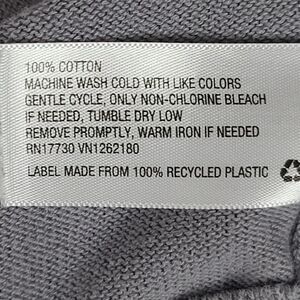 100% COTTON
MACHINE WASH COLD WITH LIKE COLORS
GENTLE CYCLE, ONLY NON-CHLORINE BLEACH
IF NEEDED, TUMBLE DRY LOW
REMOVE PROMPTLY, WARM IRON IF NEEDED
RN17730 VN1262180
LABEL MADE FROM 100% RECYCLED PLASTIC